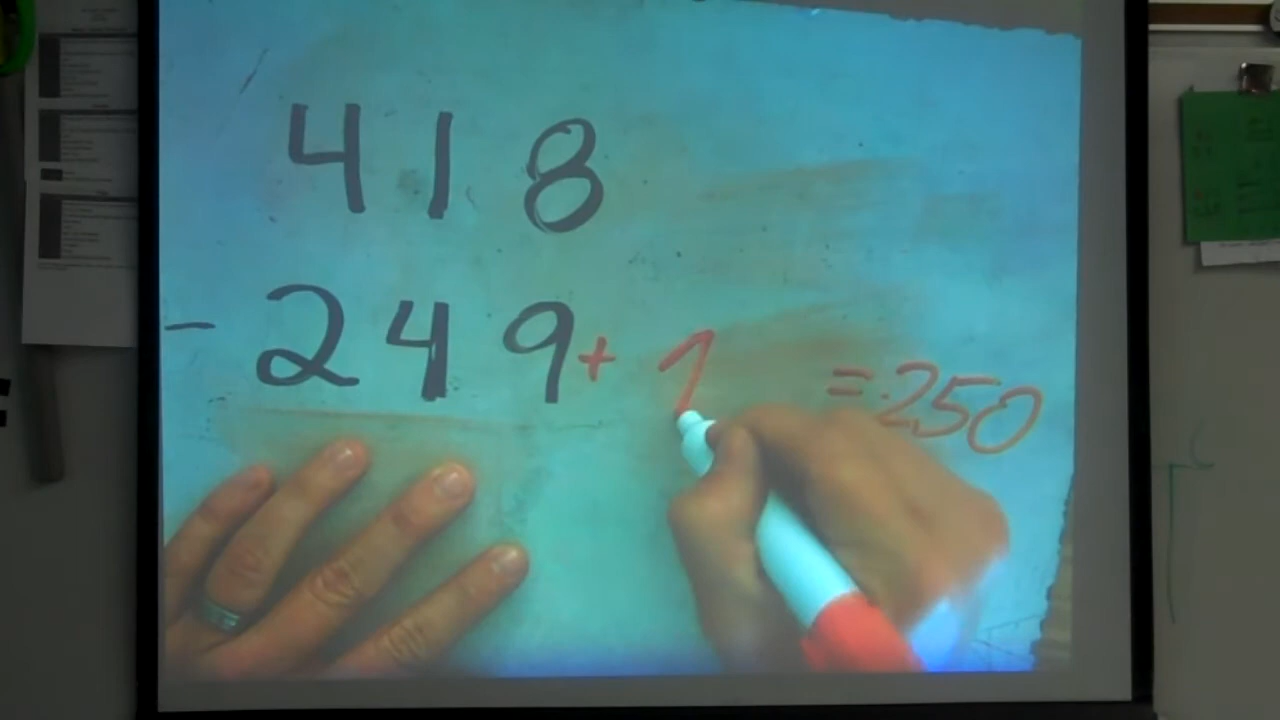 418
- 249 + 1 = 250